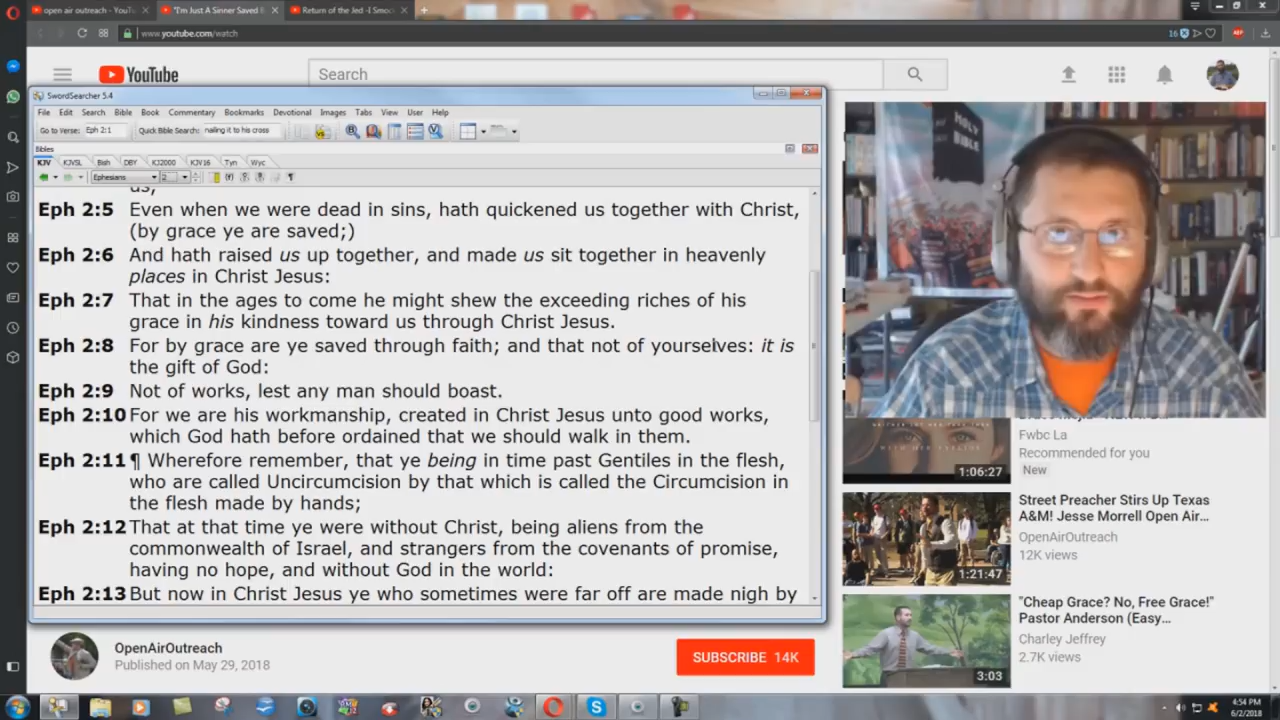 open air outreach - YouTu
"I'm Just A Sinner Saved B
Return of the Jed -I Smoo
www.youtube.com/watch
16
ABP
YouTube
Search
HOLY
BIBLE
SwordSearcher 5.4
File Edit Search Bible Book Commentary Bookmarks Devotional Images Tabs View User Help
Go to Verse: Eph 2:1 Quick Bible Search: nailing it to his cross
Bibles
KJV KJVSL Bish DBY KJ2000 KJV16 Tyn Wyc
Ephesians 2
us,
Eph 2:5 Even when we were dead in sins, hath quickened us together with Christ,
(by grace ye are saved;)
Eph 2:6 And hath raised us up together, and made us sit together in heavenly
places in Christ Jesus:
Eph 2:7 That in the ages to come he might shew the exceeding riches of his
grace in his kindness toward us through Christ Jesus.
Eph 2:8 For by grace are ye saved through faith; and that not of yourselves: it is
the gift of God:
Eph 2:9 Not of works, lest any man should boast.
Eph 2:10 For we are his workmanship, created in Christ Jesus unto good works,
which God hath before ordained that we should walk in them.
Eph 2:11 ¶ Wherefore remember, that ye being in time past Gentiles in the flesh,
who are called Uncircumcision by that which is called the Circumcision in
the flesh made by hands;
Eph 2:12 That at that time ye were without Christ, being aliens from the
commonwealth of Israel, and strangers from the covenants of promise,
having no hope, and without God in the world:
Eph 2:13 But now in Christ Jesus ye who sometimes were far off are made nigh by
WITH HER EYELIDS
1:06:27
Fwbc La
Recommended for you
New
1:21:47
Street Preacher Stirs Up Texas
A&M! Jesse Morrell Open Air...
OpenAirOutreach
12K views
3:03
"Cheap Grace? No, Free Grace!"
Pastor Anderson (Easy...
Charley Jeffrey
2.7K views
OpenAirOutreach
Published on May 29, 2018
SUBSCRIBE 14K
4:54 PM
6/2/2018